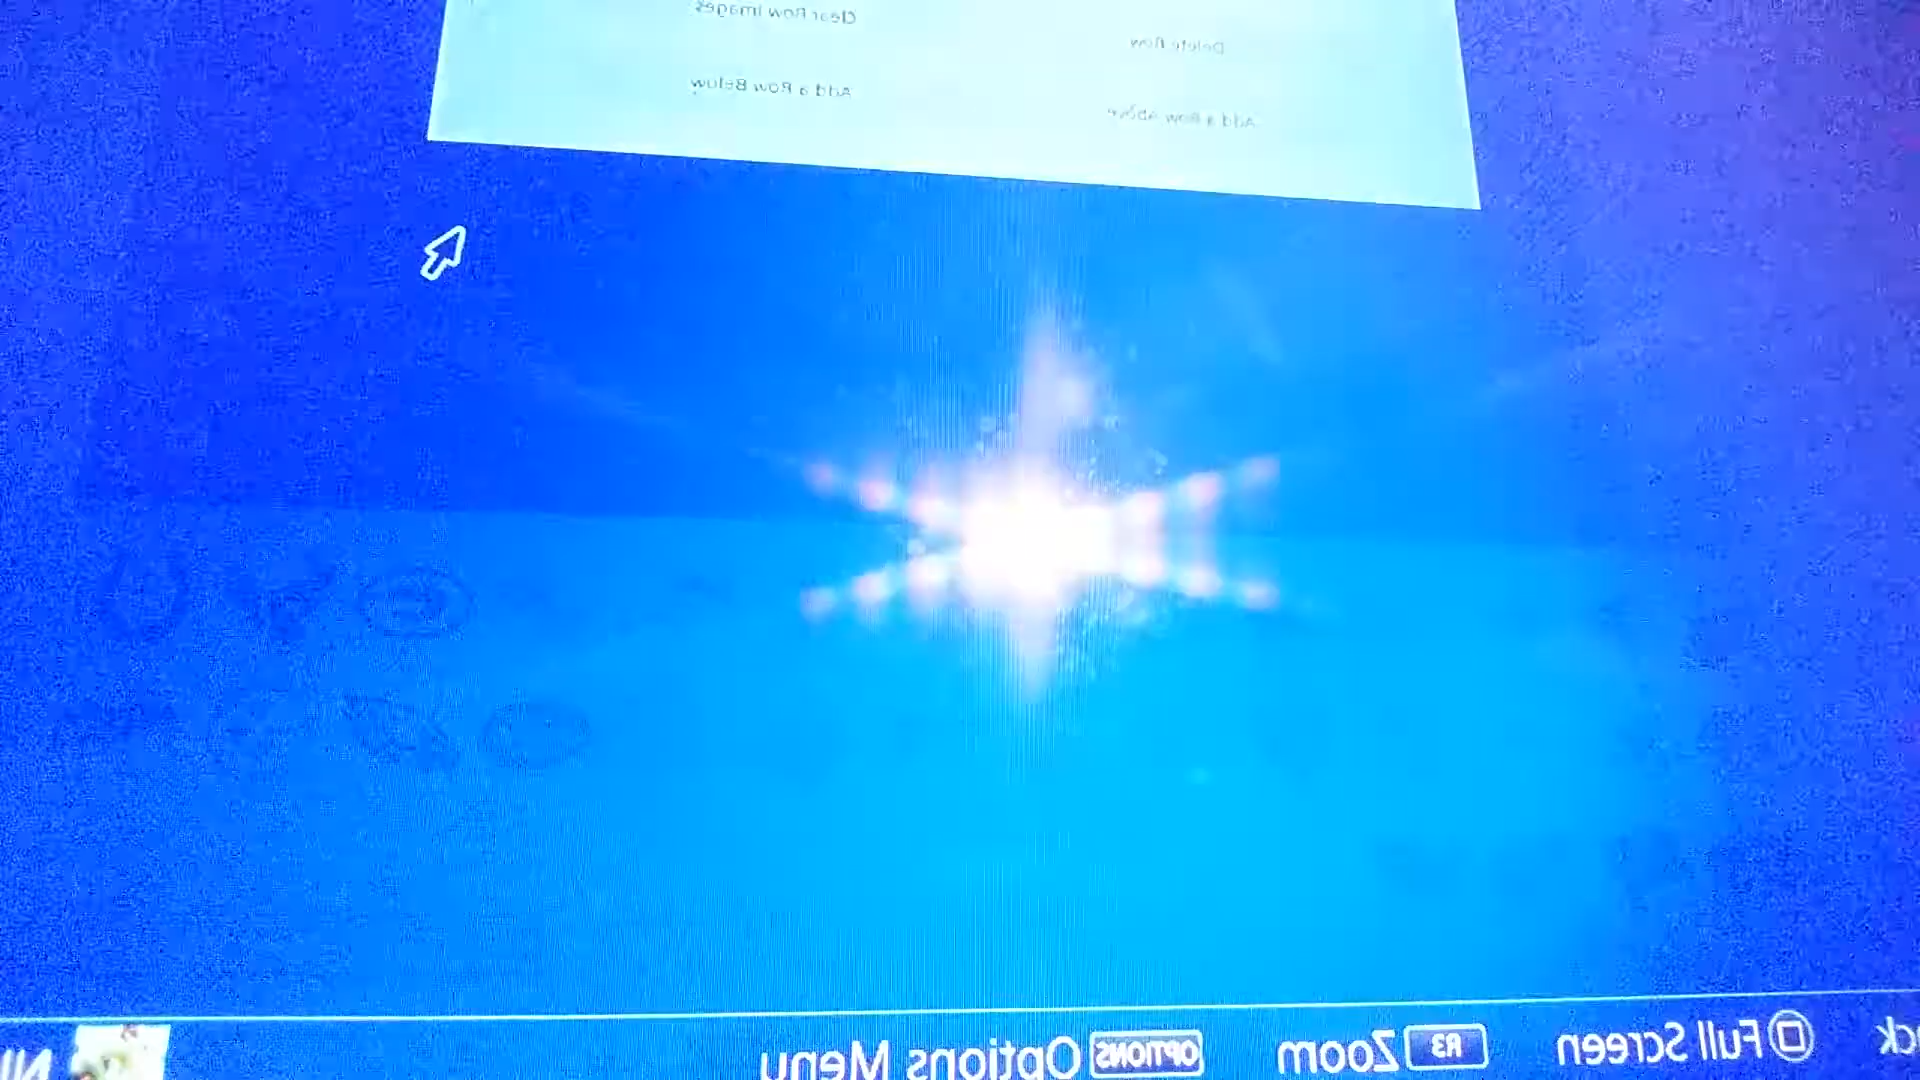 Clear Row Images
Delete Row
Add a Row Below
Add a Row Above
Full Screen
R3 Zoom
OPTIONS Options Menu